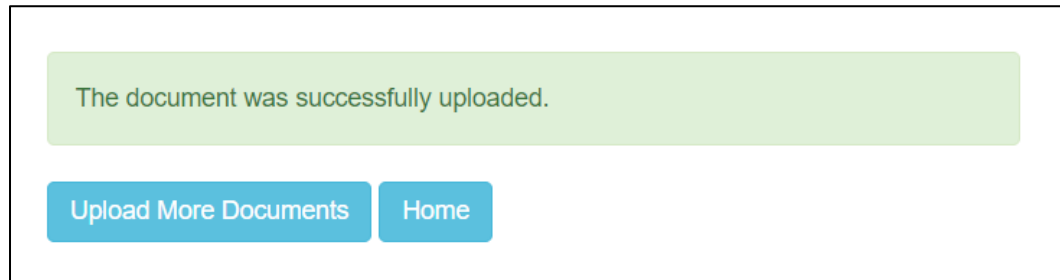 The document was successfully uploaded.
Upload More Documents Home